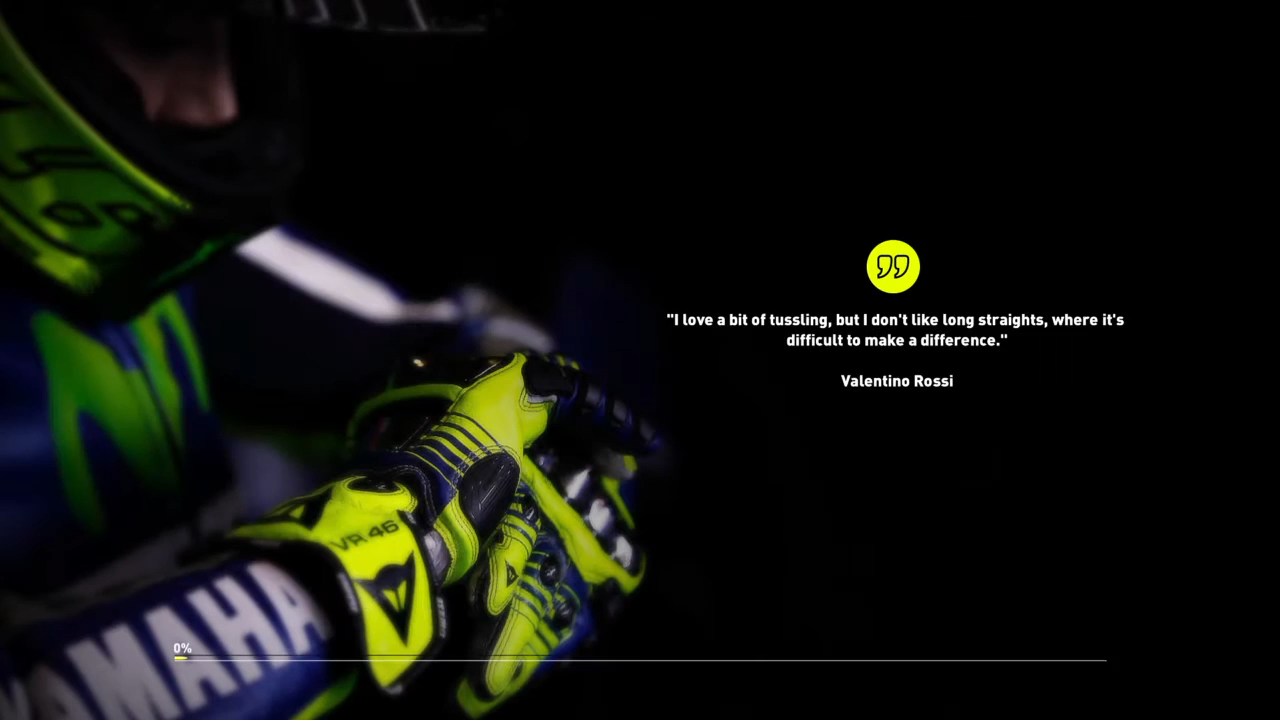 "I love a bit of tussling, but I don't like long straights, where it's
difficult to make a difference."
Valentino Rossi
VR 46
0%
YAMAHA